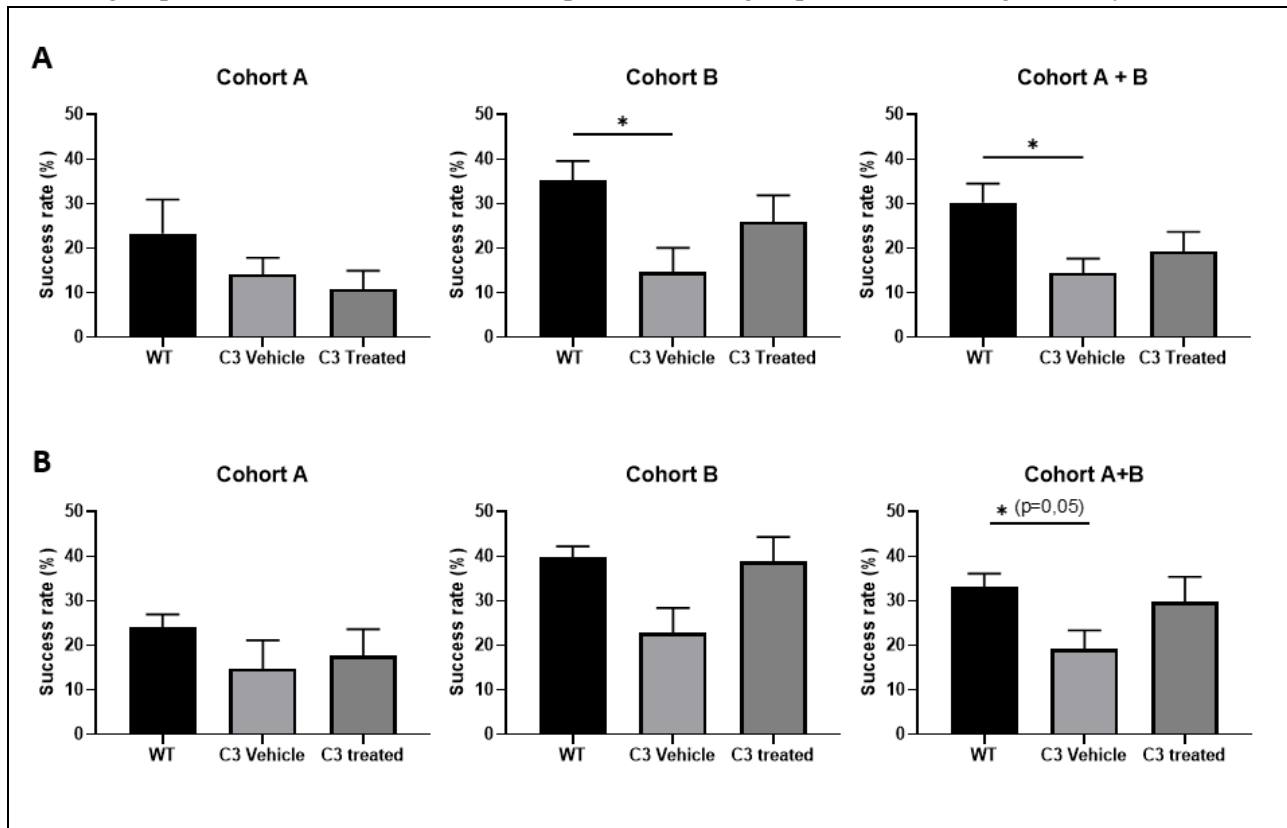 A
Cohort A
Cohort B
Cohort A + B
Success rate (%)
50
40
30
20
10
0
WT
C3 Vehicle
C3 Treated
Success rate (%)
50
40
30
20
10
0
*
WT
C3 Vehicle
C3 Treated
Success rate (%)
50
40
30
20
10
0
*
WT
C3 Vehicle
C3 Treated
B
Cohort A
Cohort B
Cohort A+B
Success rate (%)
50
40
30
20
10
0
WT
C3 Vehicle
C3 treated
Success rate (%)
50
40
30
20
10
0
WT
C3 Vehicle
C3 treated
Success rate (%)
50
40
30
20
10
0
* (p=0,05)
WT
C3 Vehicle
C3 treated